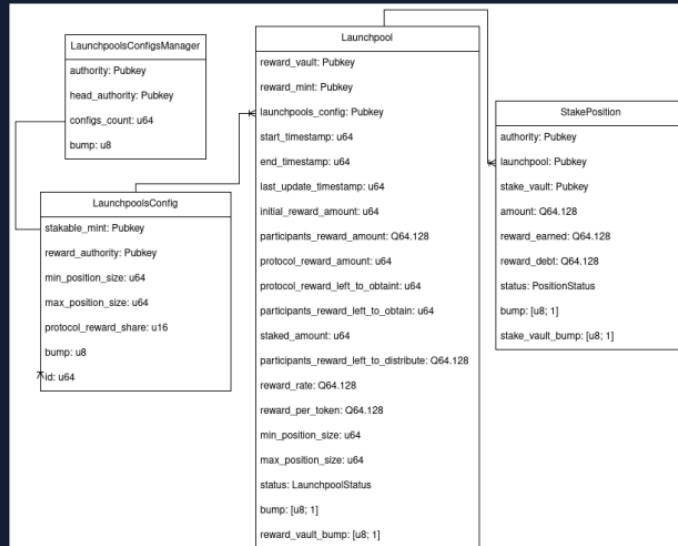 LaunchpoolsConfigsManager
authority: Pubkey
head_authority: Pubkey
configs_count: u64
bump: u8
LaunchpoolsConfig
stakable_mint: Pubkey
reward_authority: Pubkey
min_position_size: u64
max_position_size: u64
protocol_reward_share: u16
bump: u8
id: u64
Launchpool
reward_vault: Pubkey
reward_mint: Pubkey
launchpools_config: Pubkey
start_timestamp: u64
end_timestamp: u64
last_update_timestamp: u64
initial_reward_amount: u64
participants_reward_amount: Q64.128
protocol_reward_amount: u64
protocol_reward_left_to_obtaint: u64
participants_reward_left_to_obtain: u64
staked_amount: u64
participants_reward_left_to_distribute: Q64.128
reward_rate: Q64.128
reward_per_token: Q64.128
min_position_size: u64
max_position_size: u64
status: LaunchpoolStatus
bump: [u8; 1]
reward_vault_bump: [u8; 1]
StakePosition
authority: Pubkey
launchpool: Pubkey
stake_vault: Pubkey
amount: Q64.128
reward_earned: Q64.128
reward_debt: Q64.128
status: PositionStatus
bump: [u8; 1]
stake_vault_bump: [u8; 1]